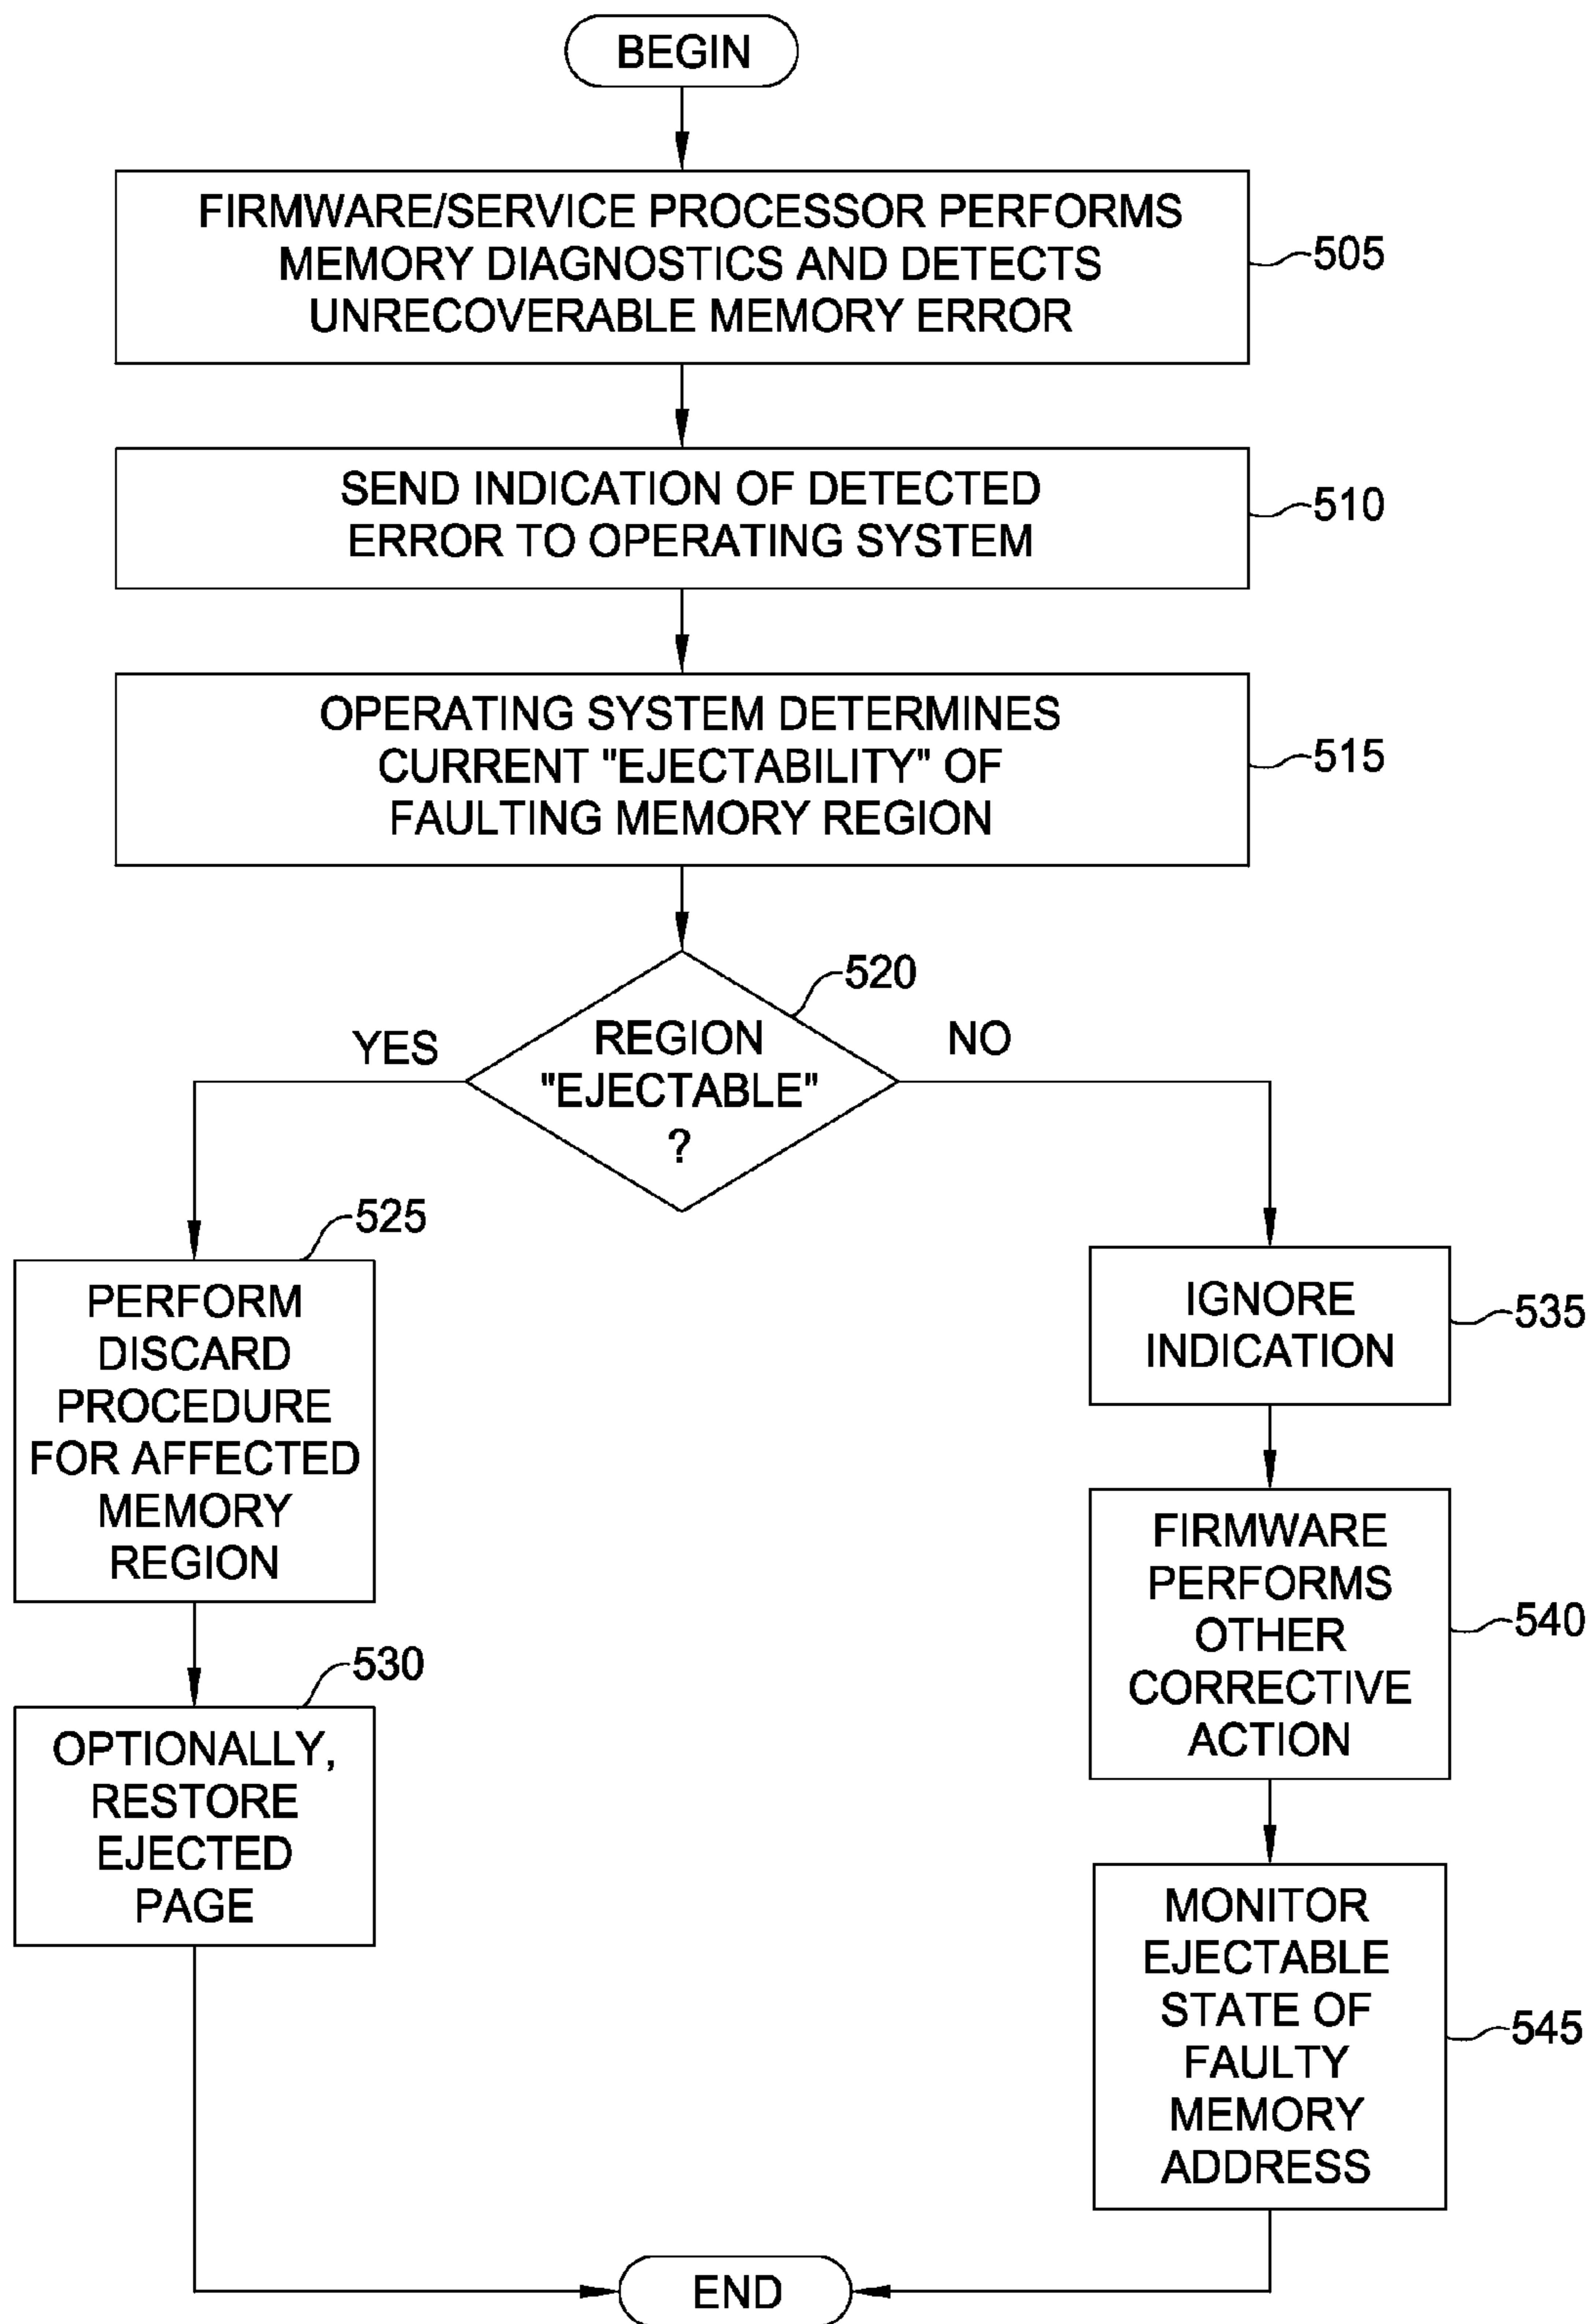 BEGIN
FIRMWARE/SERVICE PROCESSOR PERFORMS
MEMORY DIAGNOSTICS AND DETECTS
UNRECOVERABLE MEMORY ERROR
505
SEND INDICATION OF DETECTED
ERROR TO OPERATING SYSTEM
510
OPERATING SYSTEM DETERMINES
CURRENT "EJECTABILITY" OF
FAULTING MEMORY REGION
515
520
REGION
"EJECTABLE"
?
YES
NO
525
PERFORM
DISCARD
PROCEDURE
FOR AFFECTED
MEMORY
REGION
530
OPTIONALLY,
RESTORE
EJECTED
PAGE
IGNORE
INDICATION
535
FIRMWARE
PERFORMS
OTHER
CORRECTIVE
ACTION
540
MONITOR
EJECTABLE
STATE OF
FAULTY
MEMORY
ADDRESS
545
END